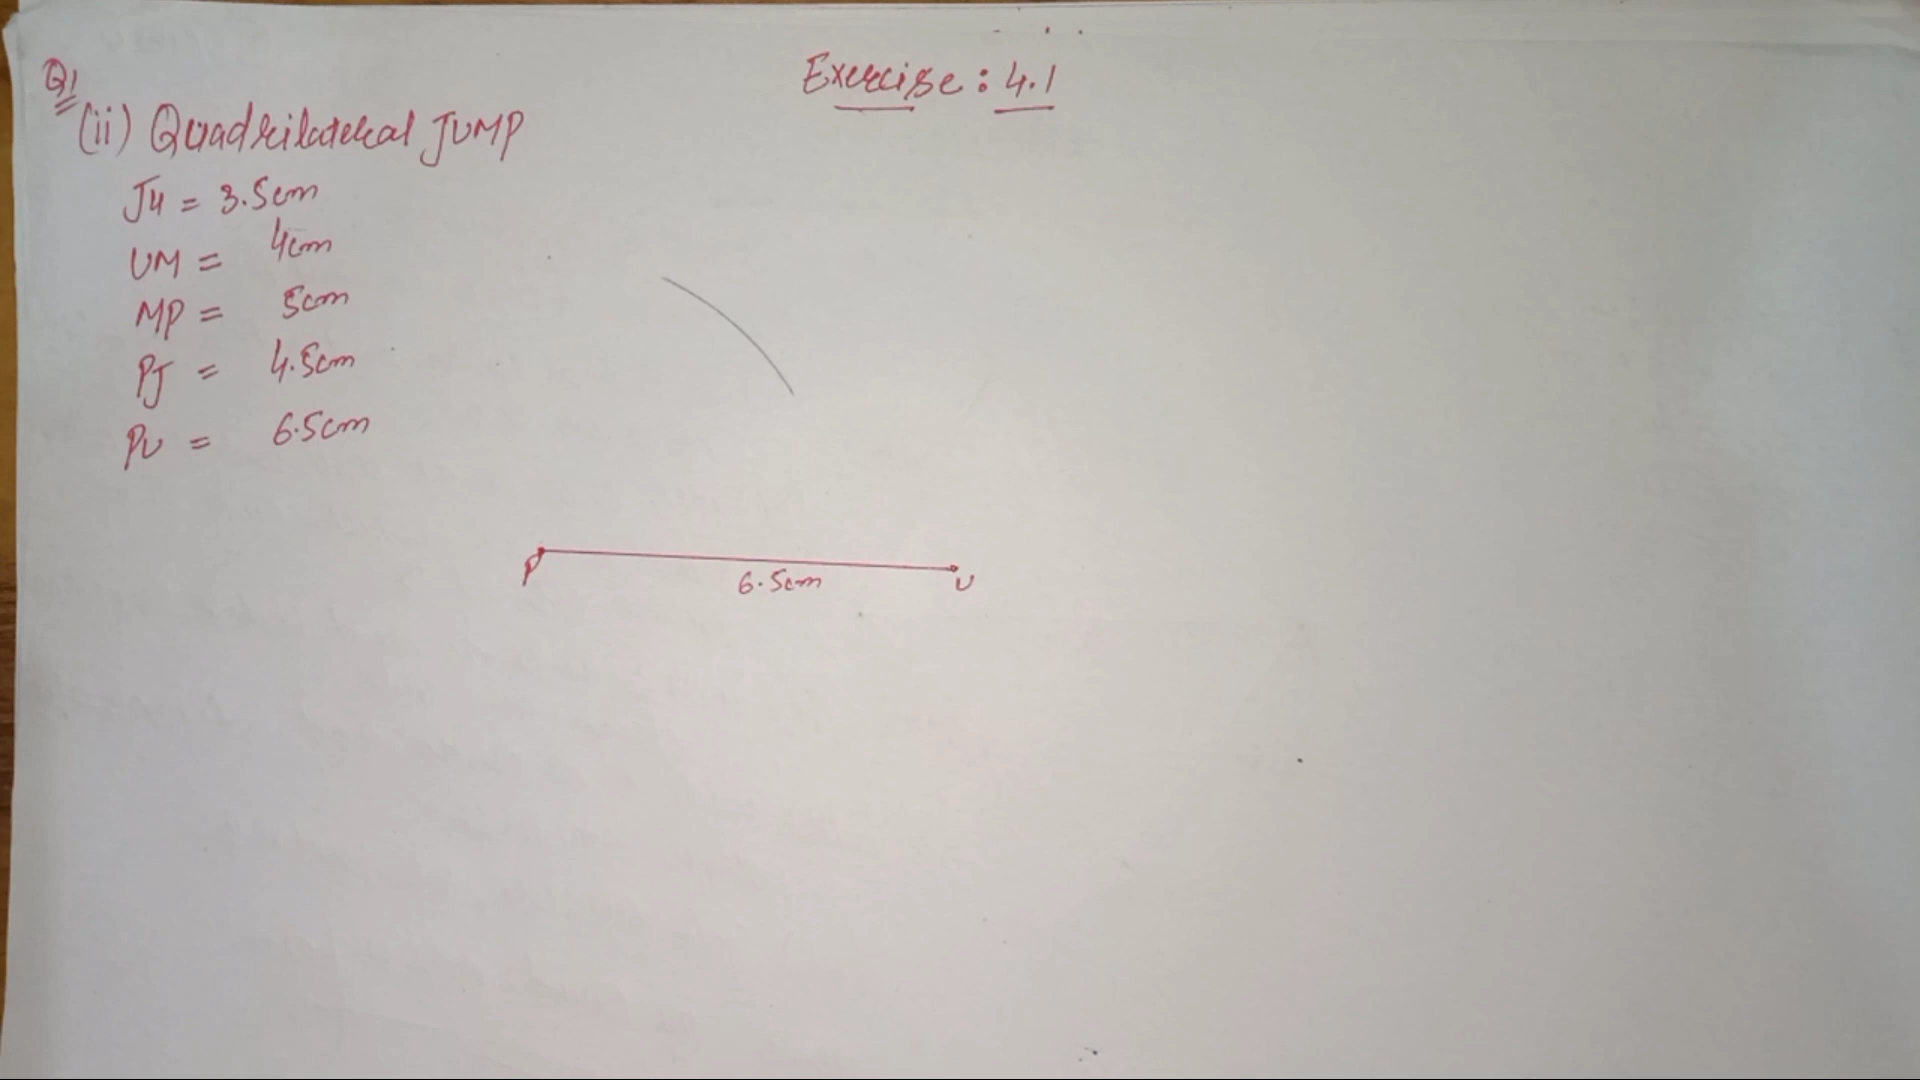 Q1
Exercise: 4.1
(ii) Quadrilateral JUMP
JU = 3.5cm
UM = 4cm
MP = 5cm
PJ = 4.5cm
PU = 6.5cm
P
6.5cm
U